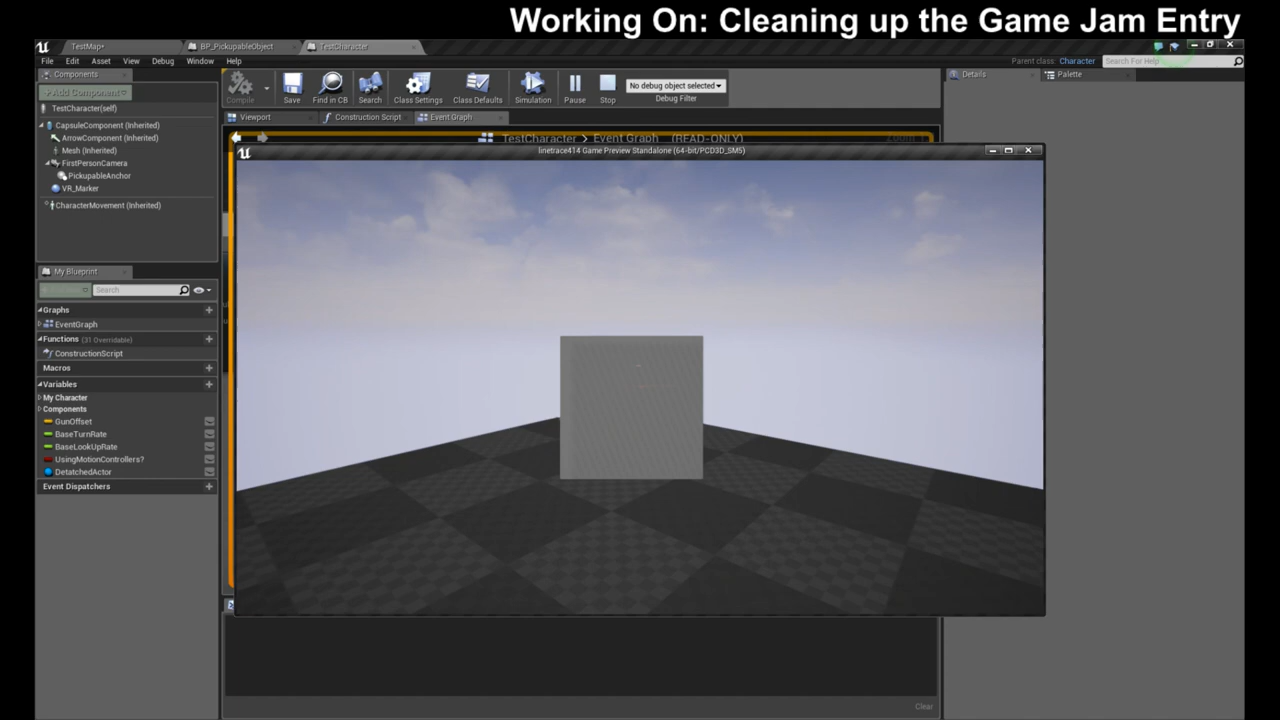 Working On: Cleaning up the Game Jam Entry
TestMap•
BP_PickupableObject
TestCharacter
File Edit Asset View Debug Window Help
Parent class: Character
Search For Help
Components
+Add Component
TestCharacter(self)
CapsuleComponent (Inherited)
ArrowComponent (Inherited)
Mesh (Inherited)
FirstPersonCamera
PickupableAnchor
VR_Marker
CharacterMovement (Inherited)
Compile Save Find in CB Search Class Settings Class Defaults Simulation Pause Stop
No debug object selected
Debug Filter
Details
Palette
Viewport
Construction Script
Event Graph
TestCharacter > Event Graph (READ-ONLY)
Zoom
linetrace414 Game Preview Standalone (64-bit/PCD3D_SM5)
My Blueprint
Search
Graphs
EventGraph
Functions (31 Overridable)
ConstructionScript
Macros
Variables
My Character
Components
GunOffset
BaseTurnRate
BaseLookUpRate
UsingMotionControllers?
DetatchedActor
Event Dispatchers
Clear